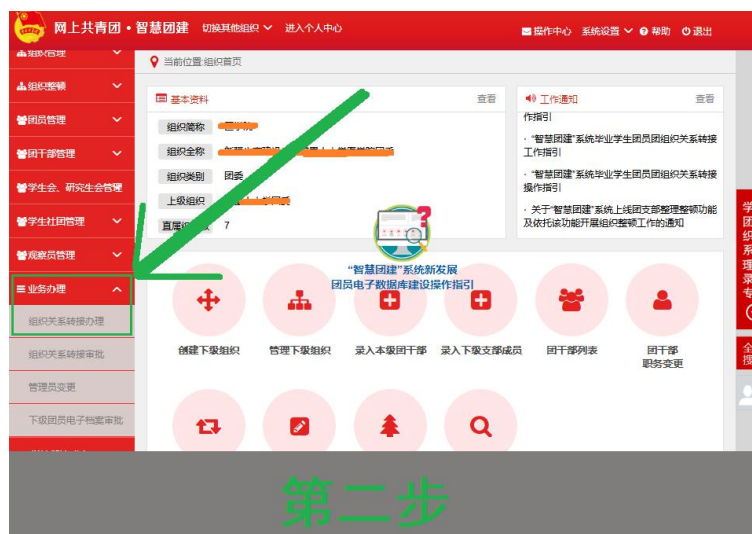 网上共青团·智慧团建 切换其他组织 进入个人中心
操作中心 系统设置 帮助 退出
组织管理
组织整顿
团员管理
团干部管理
学生会、研究生会管理
学生社团管理
观察员管理
业务办理
组织关系转接办理
组织关系转接审批
管理员变更
下级团员电子档案审批
当前位置:组织首页
基本资料 查看
组织简称
组织全称
组织类别 团委
上级组织
7
工作通知 查看
作指引
· “智慧团建”系统毕业学生团员团组织关系转接
工作指引
· “智慧团建”系统毕业学生团员团组织关系转接
操作指引
· 关于“智慧团建”系统上线团支部整理整顿功能
及依托该功能开展组织整顿工作的通知
“智慧团建”系统新发展
团员电子数据库建设操作指引
创建下级组织
管理下级组织
录入本级团干部
录入下级支部成员
团干部列表
团干部
职务变更
学
团
织
系
理
录
专
全
搜
第二步